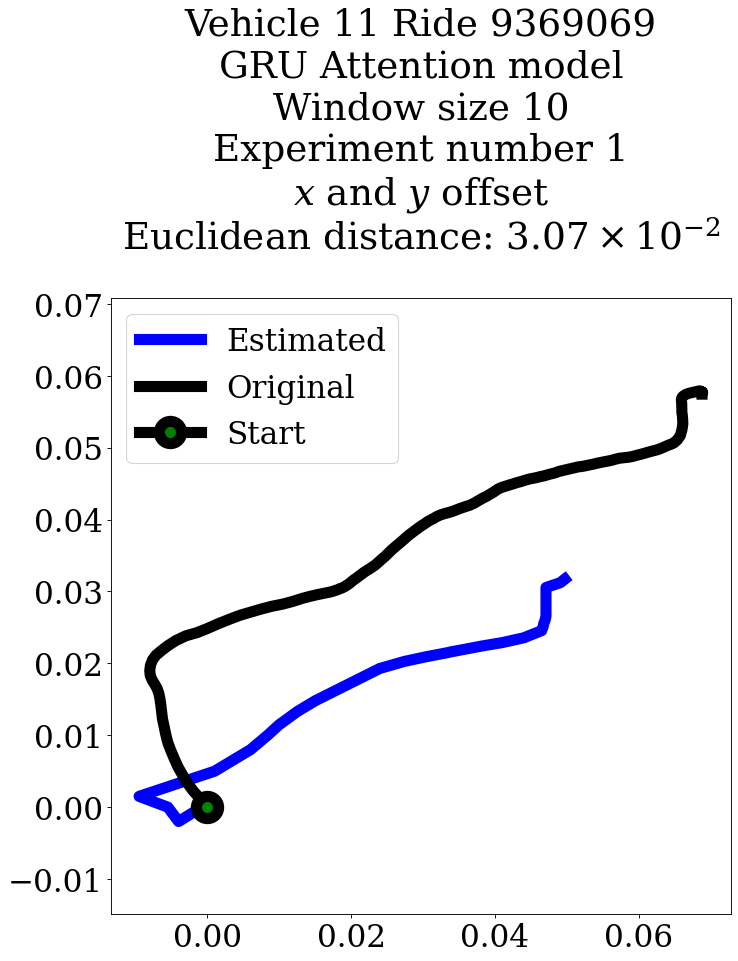 Vehicle 11 Ride 9369069
GRU Attention model
Window size 10
Experiment number 1
x and y offset
Euclidean distance: 3.07 × 10⁻²
0.07
0.06
0.05
0.04
0.03
0.02
0.01
0.00
−0.01
Estimated
Original
Start
0.00 0.02 0.04 0.06